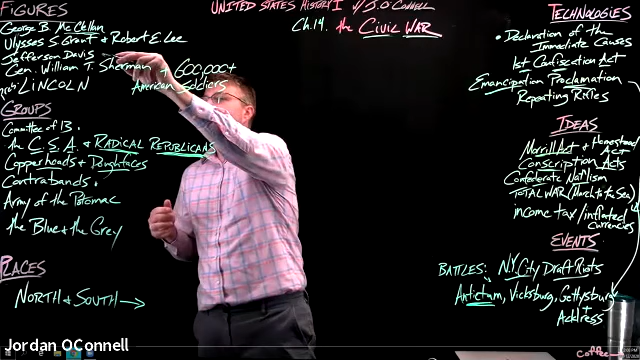 FIGURES
George B. McClellan
Ulysses S Grant & Robert E. Lee
Jefferson Davis
Gen. William T. Sherman + 600,000+
LINCOLN American Soldiers
GROUPS
Committee of 13.
the C.S.A. & RADICAL REPUBLICANS
Copperheads & Doughfaces
Contrabands.
Army of the Potomac
the Blue & the Grey
PLACES
NORTH & SOUTH →
UNITED STATES HISTORY I w/ J. O'CONNELL
Ch. 14. the CIVIL WAR
TECHNOLOGIES
• Declaration of the
Immediate Causes
1st Confiscation Act
Emancipation Proclamation
Repeating Rifles
IDEAS
Morrill Act & Homestead
ACT
Conscription Acts
Confederate Nat'lism
TOTAL WAR (March to the Sea)
income tax/inflated
currencies
EVENTS
BATTLES: N.Y. City Draft Riots
Antietam, Vicksburg, Gettysburg
+
Address
coffee →
Jordan OConnell